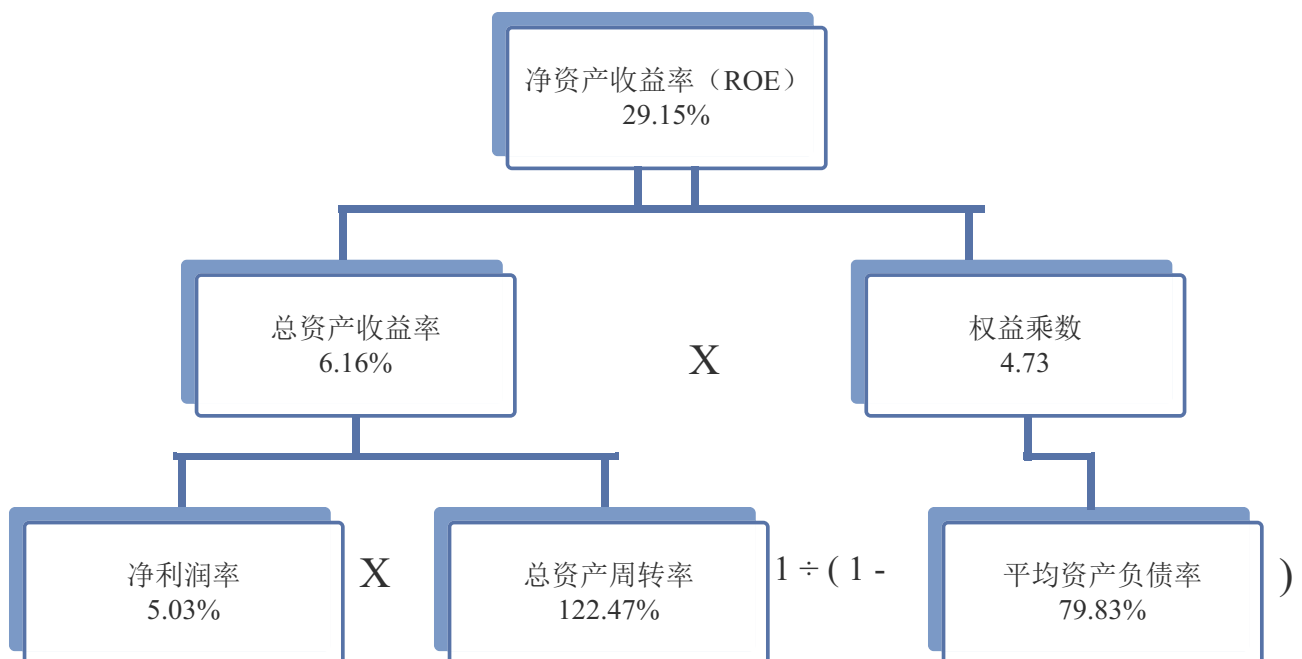 净资产收益率（ROE）
29.15%
总资产收益率
6.16%
X
权益乘数
4.73
净利润率
5.03%
X
总资产周转率
122.47%
1 ÷ ( 1 -
平均资产负债率
79.83%
)